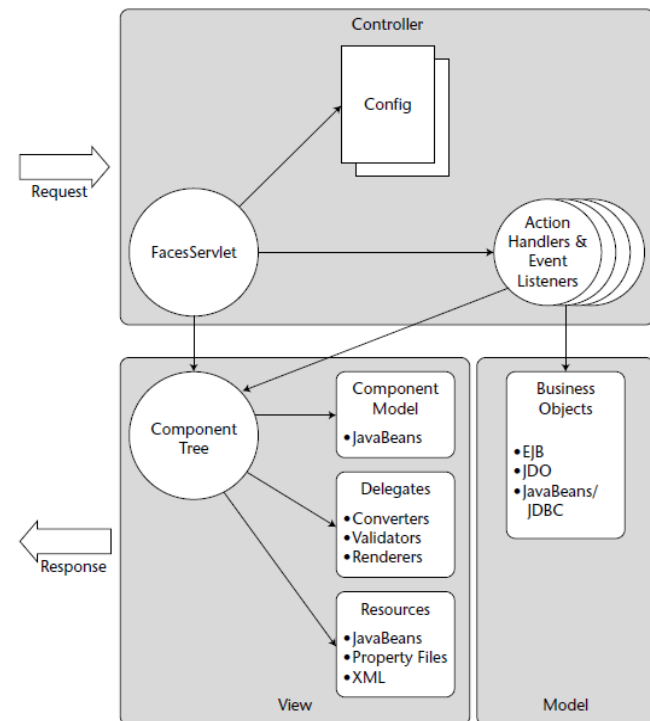 Controller
Config
Request
FacesServlet
Action
Handlers &
Event
Listeners
Component
Tree
Component
Model
•JavaBeans
Delegates
•Converters
•Validators
•Renderers
Resources
•JavaBeans
•Property Files
•XML
Business
Objects
•EJB
•JDO
•JavaBeans/
JDBC
Response
View
Model